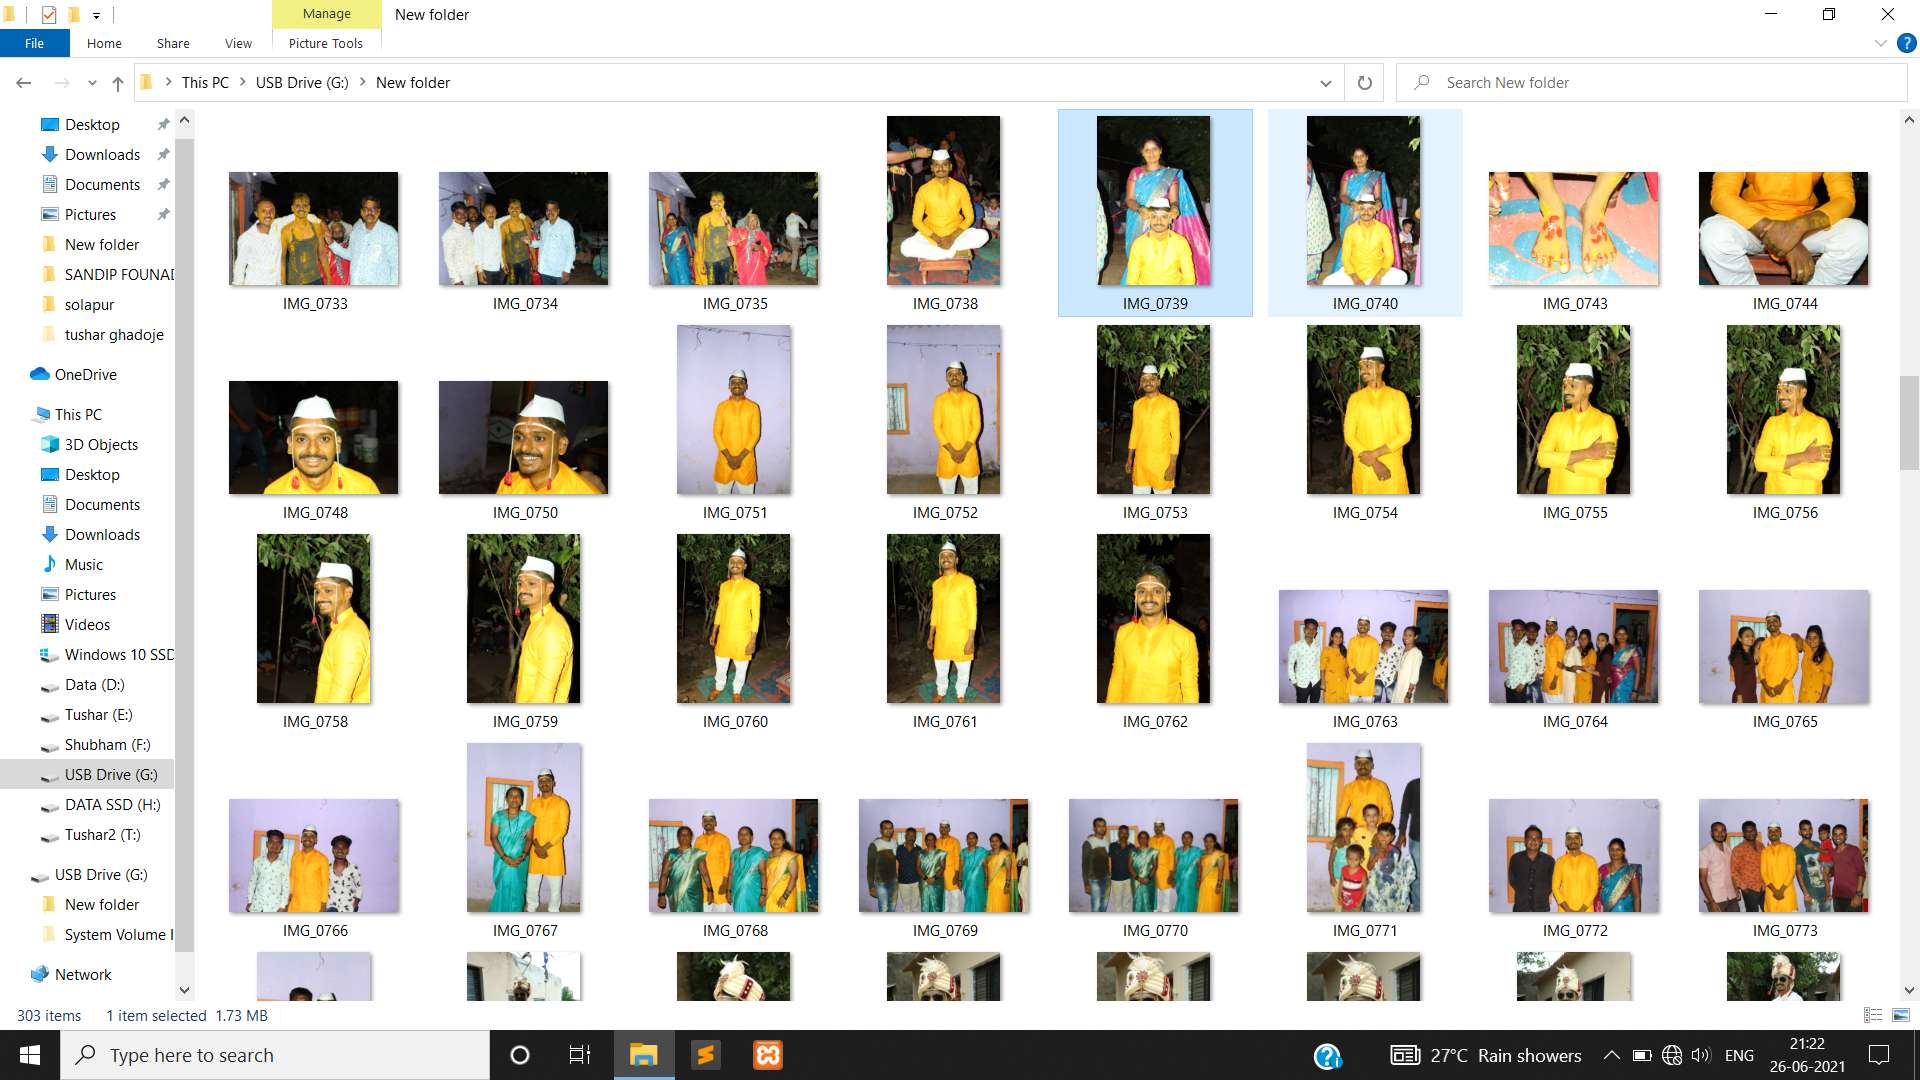 Manage
New folder
File
Home
Share
View
Picture Tools
This PC
USB Drive (G:)
New folder
Search New folder
Desktop
Downloads
Documents
Pictures
New folder
SANDIP FOUNAD
solapur
tushar ghadoje
OneDrive
This PC
3D Objects
Desktop
Documents
Downloads
Music
Pictures
Videos
Windows 10 SSD
Data (D:)
Tushar (E:)
Shubham (F:)
USB Drive (G:)
DATA SSD (H:)
Tushar2 (T:)
USB Drive (G:)
New folder
System Volume I
Network
IMG_0733 IMG_0734 IMG_0735 IMG_0738 IMG_0739 IMG_0740 IMG_0743 IMG_0744
IMG_0748 IMG_0750 IMG_0751 IMG_0752 IMG_0753 IMG_0754 IMG_0755 IMG_0756
IMG_0758 IMG_0759 IMG_0760 IMG_0761 IMG_0762 IMG_0763 IMG_0764 IMG_0765
IMG_0766 IMG_0767 IMG_0768 IMG_0769 IMG_0770 IMG_0771 IMG_0772 IMG_0773
303 items 1 item selected 1.73 MB
Type here to search
27°C Rain showers
ENG
21:22
26-06-2021